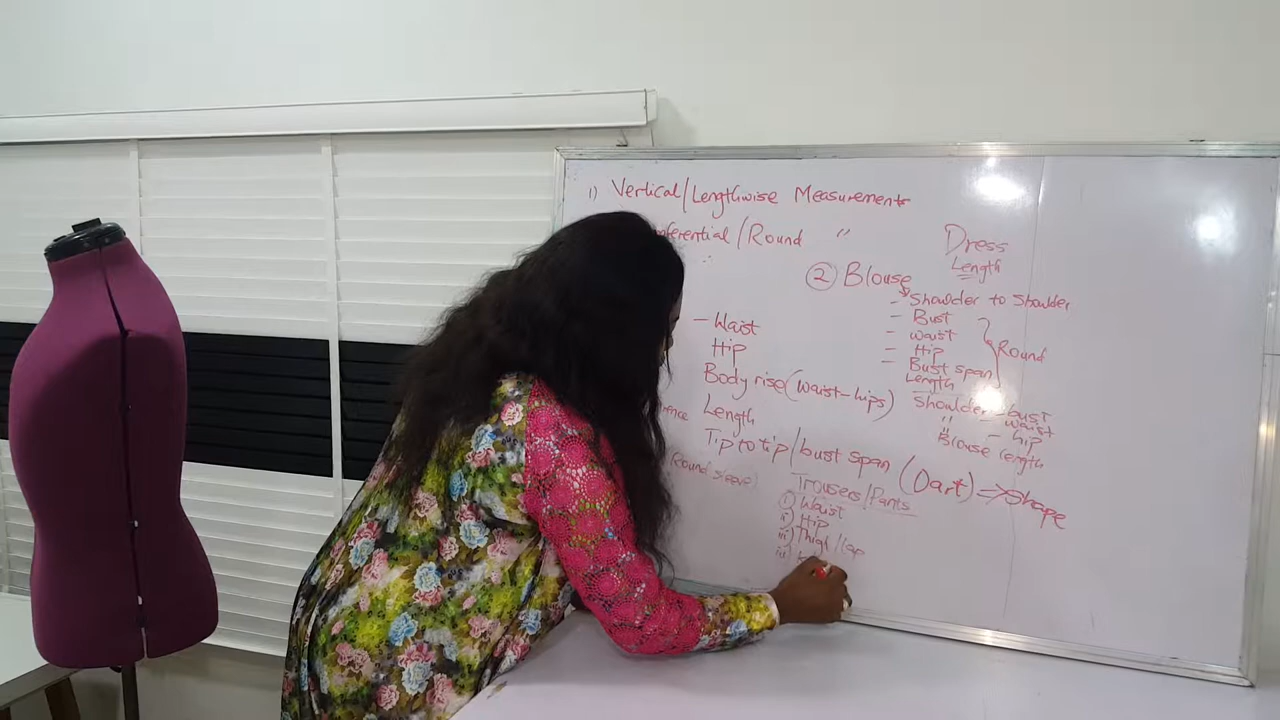 1) Vertical/Lengthwise Measurements
/Round "
Dress
Length
② Blouse
- Shoulder to Shoulder
- Bust
- waist
- Hip
- Bust span
Round
Length
Shoulder - bust
" - waist
" - hip
Blouse length
- Waist
Hip
Body rise (waist-hips)
Length
Tip to tip/bust span (Dart) => shape
(Round sleeve)
Trousers/Pants
i) Waist
ii) Hip
iii) Thigh/lap
iv)